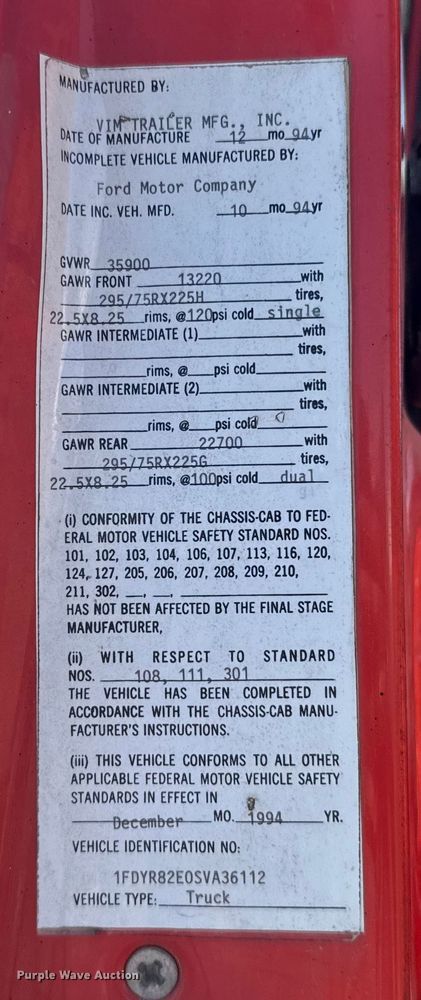 MANUFACTURED BY:
VIM TRAILER MFG., INC.
DATE OF MANUFACTURE 12 mo 94 yr
INCOMPLETE VEHICLE MANUFACTURED BY:
Ford Motor Company
DATE INC. VEH. MFD. 10 mo 94 yr
GVWR 35900
GAWR FRONT 13220 with
295/75RX225H tires,
22.5X8.25 rims, @120psi cold single
GAWR INTERMEDIATE (1) with
tires,
rims, @ psi cold
GAWR INTERMEDIATE (2) with
tires,
rims, @ psi cold
GAWR REAR 22700 with
295/75RX225G tires,
22.5X8.25 rims, @100psi cold dual
(i) CONFORMITY OF THE CHASSIS-CAB TO FED-
ERAL MOTOR VEHICLE SAFETY STANDARD NOS.
101, 102, 103, 104, 106, 107, 113, 116, 120,
124, 127, 205, 206, 207, 208, 209, 210,
211, 302, __, __,
HAS NOT BEEN AFFECTED BY THE FINAL STAGE
MANUFACTURER,
(ii) WITH RESPECT TO STANDARD
NOS. 108, 111, 301
THE VEHICLE HAS BEEN COMPLETED IN
ACCORDANCE WITH THE CHASSIS-CAB MANU-
FACTURER'S INSTRUCTIONS.
(iii) THIS VEHICLE CONFORMS TO ALL OTHER
APPLICABLE FEDERAL MOTOR VEHICLE SAFETY
STANDARDS IN EFFECT IN
December MO. 1994 YR.
VEHICLE IDENTIFICATION NO:
1FDYR82E0SVA36112
VEHICLE TYPE: Truck
Purple Wave Auction